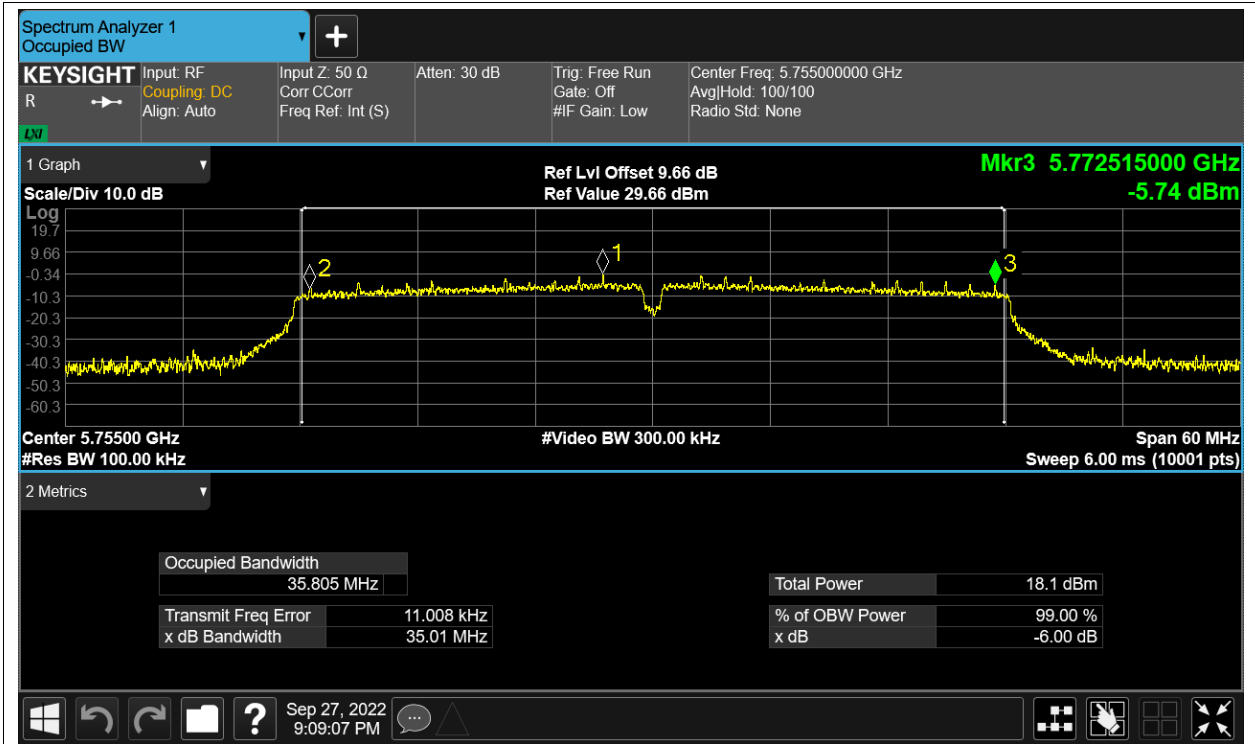 Spectrum Analyzer 1
Occupied BW
KEYSIGHT
R
LXI
Input: RF
Coupling: DC
Align: Auto
Input Z: 50 Ω
Corr CCorr
Freq Ref: Int (S)
Atten: 30 dB
Trig: Free Run
Gate: Off
#IF Gain: Low
Center Freq: 5.755000000 GHz
Avg|Hold: 100/100
Radio Std: None
1 Graph
Scale/Div 10.0 dB
Ref Lvl Offset 9.66 dB
Ref Value 29.66 dBm
Mkr3 5.772515000 GHz
-5.74 dBm
Log
19.7
9.66
-0.34
-10.3
-20.3
-30.3
-40.3
-50.3
-60.3
2
1
3
Center 5.75500 GHz
#Res BW 100.00 kHz
#Video BW 300.00 kHz
Span 60 MHz
Sweep 6.00 ms (10001 pts)
2 Metrics
Occupied Bandwidth
35.805 MHz
Transmit Freq Error 11.008 kHz
x dB Bandwidth 35.01 MHz
Total Power 18.1 dBm
% of OBW Power 99.00 %
x dB -6.00 dB
?
Sep 27, 2022
9:09:07 PM